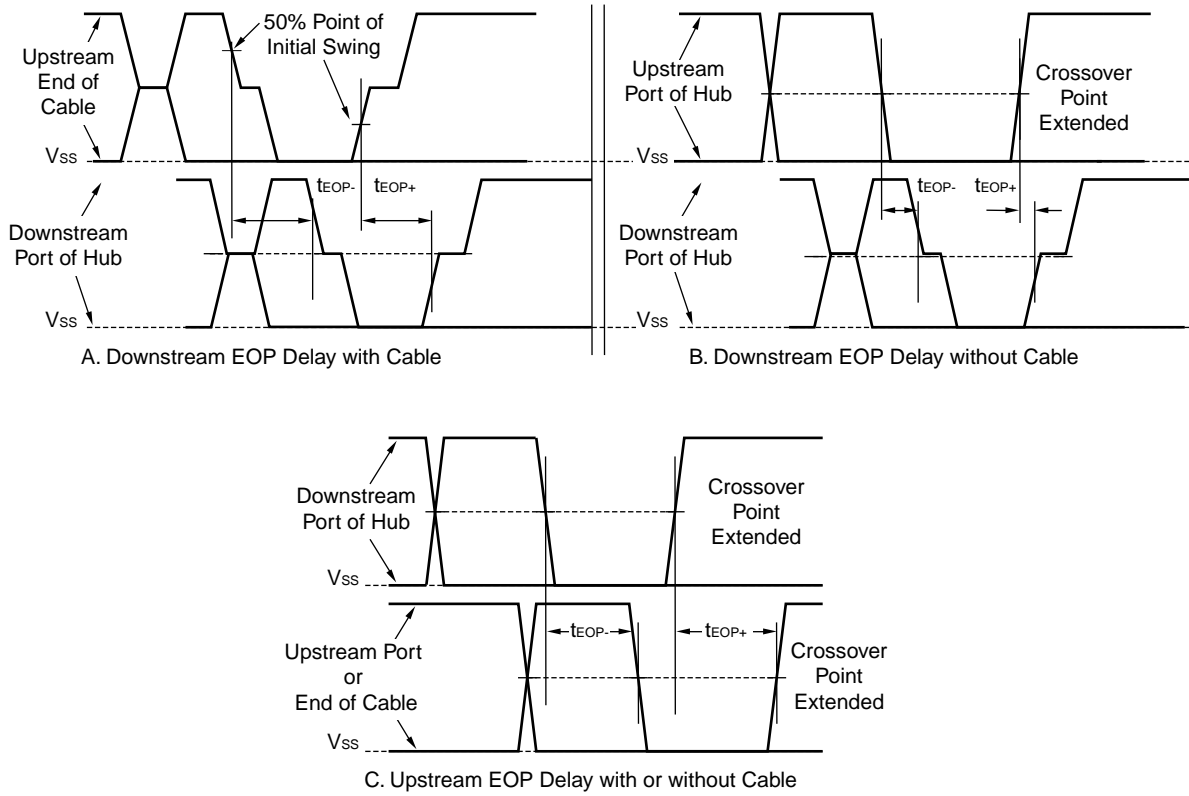 50% Point of
Initial Swing
Upstream
End of
Cable
VSS
tEOP- tEOP+
Downstream
Port of Hub
VSS
A. Downstream EOP Delay with Cable
Upstream
Port of Hub
Crossover
Point
Extended
VSS
tEOP- tEOP+
Downstream
Port of Hub
VSS
B. Downstream EOP Delay without Cable
Downstream
Port of Hub
Crossover
Point
Extended
VSS
tEOP- tEOP+
Upstream Port
or
End of Cable
Crossover
Point
Extended
VSS
C. Upstream EOP Delay with or without Cable